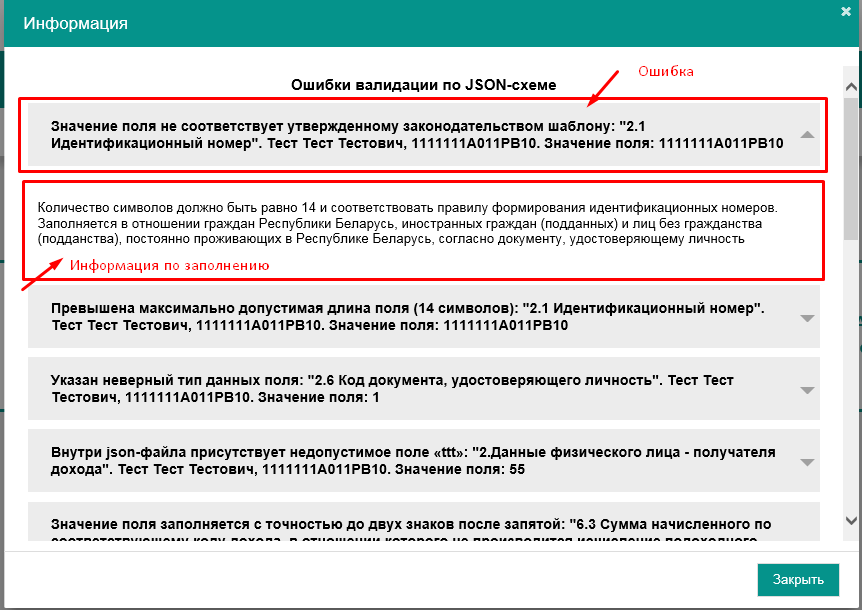 Информация
Ошибки валидации по JSON-схеме
Ошибка
Значение поля не соответствует утвержденному законодательством шаблону: "2.1
Идентификационный номер". Тест Тест Тестович, 1111111А011РВ10. Значение поля: 1111111А011РВ10
Количество символов должно быть равно 14 и соответствовать правилу формирования идентификационных номеров.
Заполняется в отношении граждан Республики Беларусь, иностранных граждан (подданных) и лиц без гражданства
(подданства), постоянно проживающих в Республике Беларусь, согласно документу, удостоверяющему личность
Информация по заполнению
Превышена максимально допустимая длина поля (14 символов): "2.1 Идентификационный номер".
Тест Тест Тестович, 1111111А011РВ10. Значение поля: 1111111А011РВ10
Указан неверный тип данных поля: "2.6 Код документа, удостоверяющего личность". Тест Тест
Тестович, 1111111А011РВ10. Значение поля: 1
Внутри json-файла присутствует недопустимое поле «ttt»: "2.Данные физического лица - получателя
дохода". Тест Тест Тестович, 1111111А011РВ10. Значение поля: 55
Значение поля заполняется с точностью до двух знаков после запятой: "6.3 Сумма начисленного по
соответствующему коду дохода, в отношении которого не производится исчисление подоходного
Закрыть